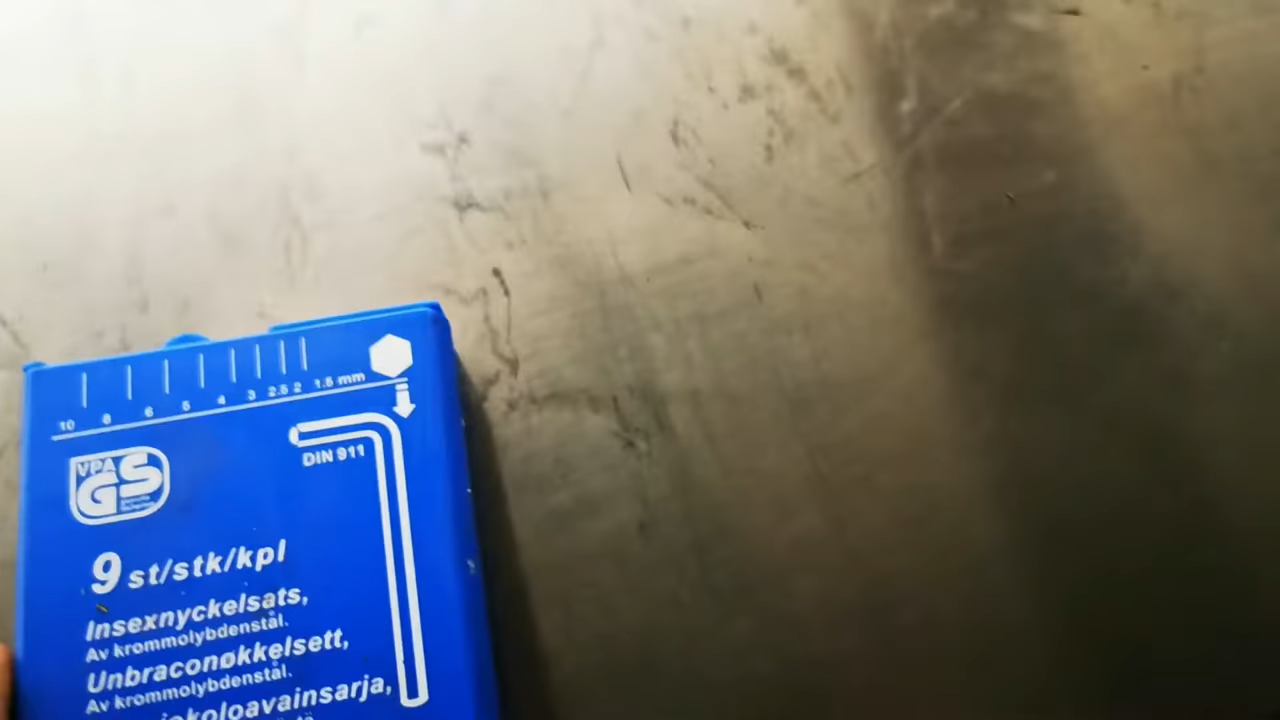 10 8 6 5 4 3 2.5 2 1.5 mm
DIN 911
VPA
GS
9 st/stk/kpl
Insexnyckelsats,
Av krommolybdenstål.
Unbraconøkkelsett,
Av krommolybdenstål.